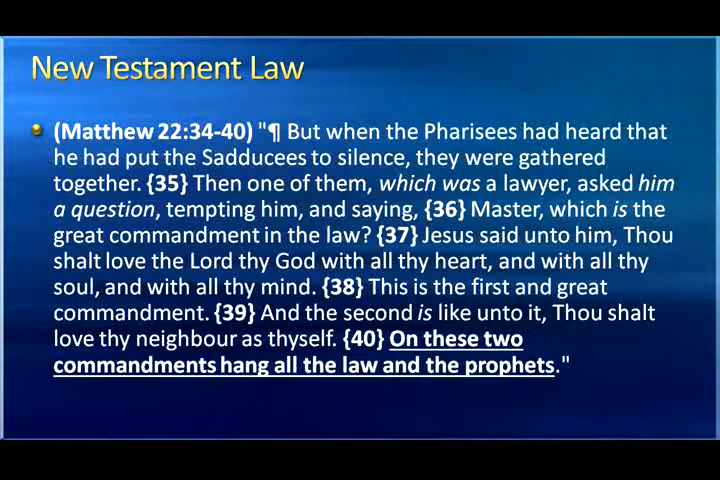 New Testament Law
(Matthew 22:34-40) "¶ But when the Pharisees had heard that
he had put the Sadducees to silence, they were gathered
together. {35} Then one of them, which was a lawyer, asked him
a question, tempting him, and saying, {36} Master, which is the
great commandment in the law? {37} Jesus said unto him, Thou
shalt love the Lord thy God with all thy heart, and with all thy
soul, and with all thy mind. {38} This is the first and great
commandment. {39} And the second is like unto it, Thou shalt
love thy neighbour as thyself. {40} On these two
commandments hang all the law and the prophets."